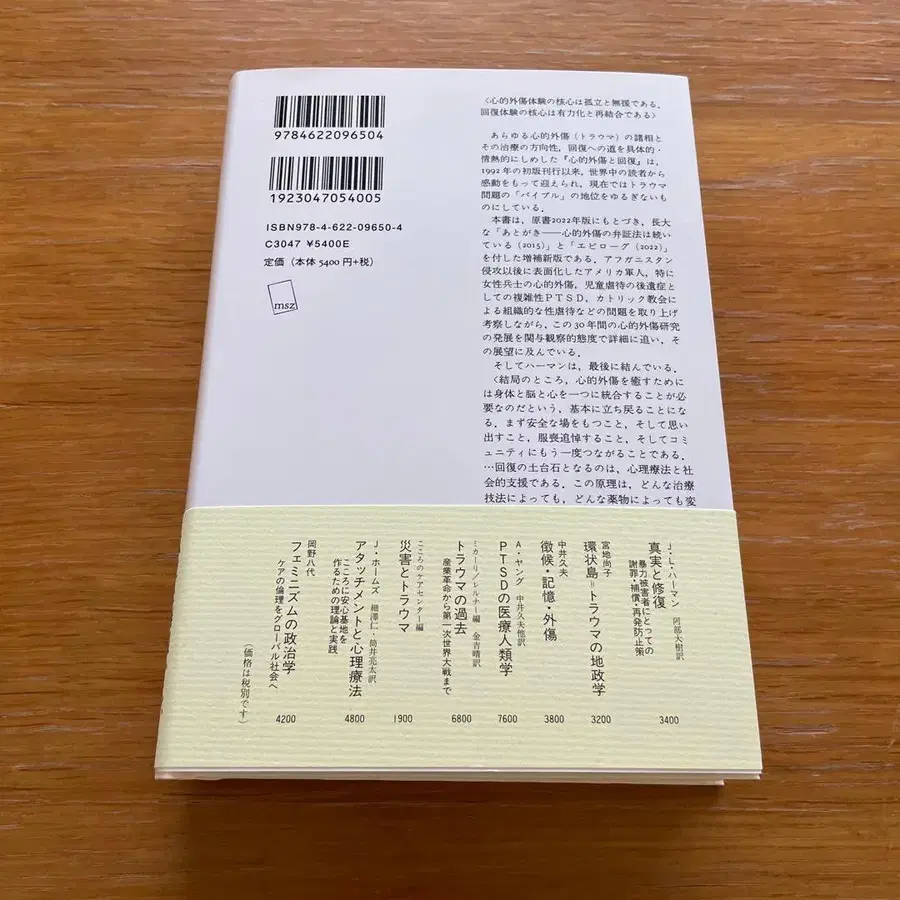 9784622096504
1923047054005
ISBN978-4-622-09650-4
C3047 ¥5400E
定価（本体 5400 円+税）
msz
〈心的外傷体験の核心は孤立と無援である．
回復体験の核心は有力化と再結合である〉
あらゆる心的外傷（トラウマ）の諸相と
その治療の方向性，回復への道を具体的・
情熱的にしめした『心的外傷と回復』は，
1992年の初版刊行以来，世界中の読者から
感動をもって迎えられ，現在ではトラウマ
問題の「バイブル」の地位をゆるぎないも
のにしている．
本書は，原書2022年版にもとづき，長大
な「あとがき——心的外傷の弁証法は続いて
いる（2015）」と「エピローグ（2022）」
を付した増補新版である．アフガニスタン
侵攻以後に表面化したアメリカ軍人，特に
女性兵士の心的外傷，児童虐待の後遺症と
しての複雑性PTSD，カトリック教会に
よる組織的な性虐待などの問題を取り上げ
考察しながら，この30年間の心的外傷研究
の発展を関与観察的態度で詳細に追い，そ
の展望に及んでいる．
そしてハーマンは，最後に結んでいる．
〈結局のところ，心的外傷を癒すために
は身体と脳と心を一つに統合することが必
要なのだという，基本に立ち戻ることにな
る．まず安全な場をもつこと，そして思い
出すこと，服喪追悼すること，そしてコミ
ュニティにもう一度つながることである．
…回復の土台石となるのは，心理療法と社
会的支援である．この原理は，どんな治療
技法によっても，どんな薬物によっても変
J・L・ハーマン 阿部大樹訳
真実と修復
暴力被害者にとっての
謝罪・補償・再発防止策
3400
宮地尚子
環状島＝トラウマの地政学
3200
中井久夫
徴候・記憶・外傷
3800
A・ヤング 中井久夫他訳
PTSDの医療人類学
7600
ミカーリ／レルナー編 金吉晴訳
トラウマの過去
産業革命から第一次世界大戦まで
6800
こころのケアセンター編
災害とトラウマ
1900
J・ホームズ 細澤仁・筒井亮太訳
アタッチメントと心理療法
こころに安心基地を
作るための理論と実践
4800
岡野八代
フェミニズムの政治学
ケアの倫理をグローバル社会へ
4200
（価格は税別です）